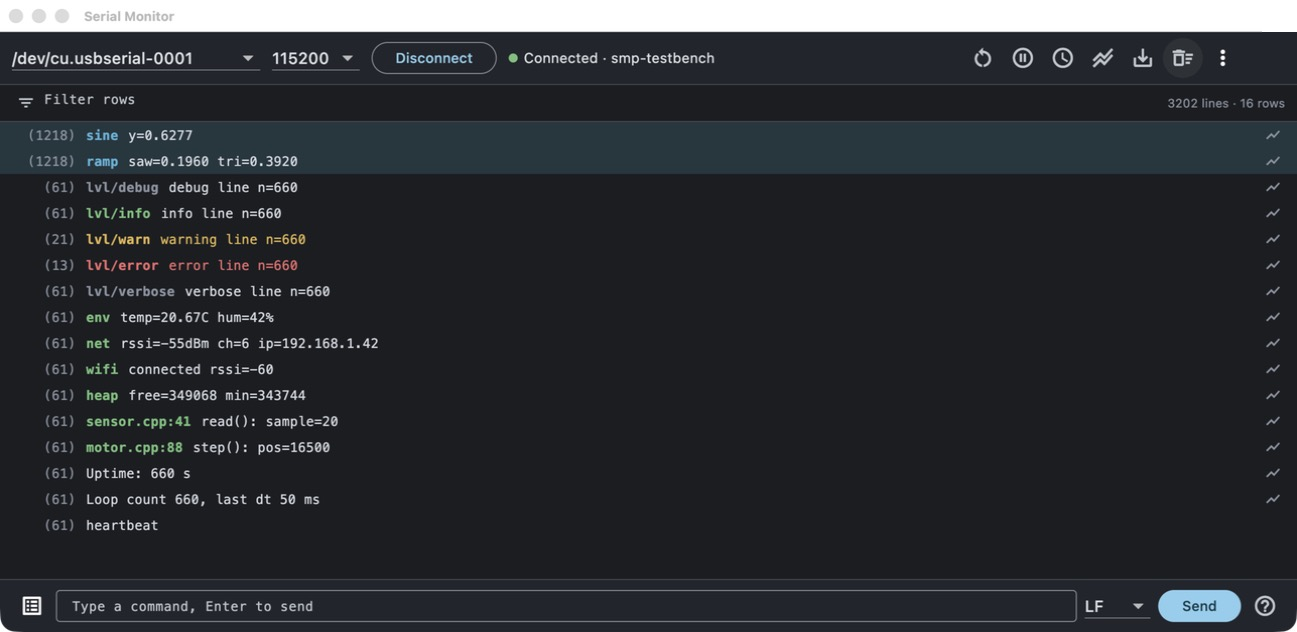 Serial Monitor
/dev/cu.usbserial-0001 115200 Disconnect Connected · smp-testbench
Filter rows 3202 lines · 16 rows
(1218) sine y=0.6277
(1218) ramp saw=0.1960 tri=0.3920
(61) lvl/debug debug line n=660
(61) lvl/info info line n=660
(21) lvl/warn warning line n=660
(13) lvl/error error line n=660
(61) lvl/verbose verbose line n=660
(61) env temp=20.67C hum=42%
(61) net rssi=-55dBm ch=6 ip=192.168.1.42
(61) wifi connected rssi=-60
(61) heap free=349068 min=343744
(61) sensor.cpp:41 read(): sample=20
(61) motor.cpp:88 step(): pos=16500
(61) Uptime: 660 s
(61) Loop count 660, last dt 50 ms
(61) heartbeat
Type a command, Enter to send LF Send